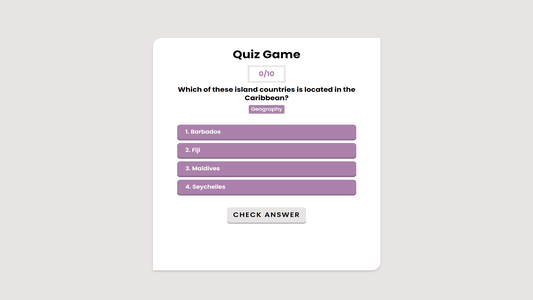 Quiz Game
0/10
Which of these island countries is located in the
Caribbean?
Geography
1. Barbados
2. Fiji
3. Maldives
4. Seychelles
CHECK ANSWER